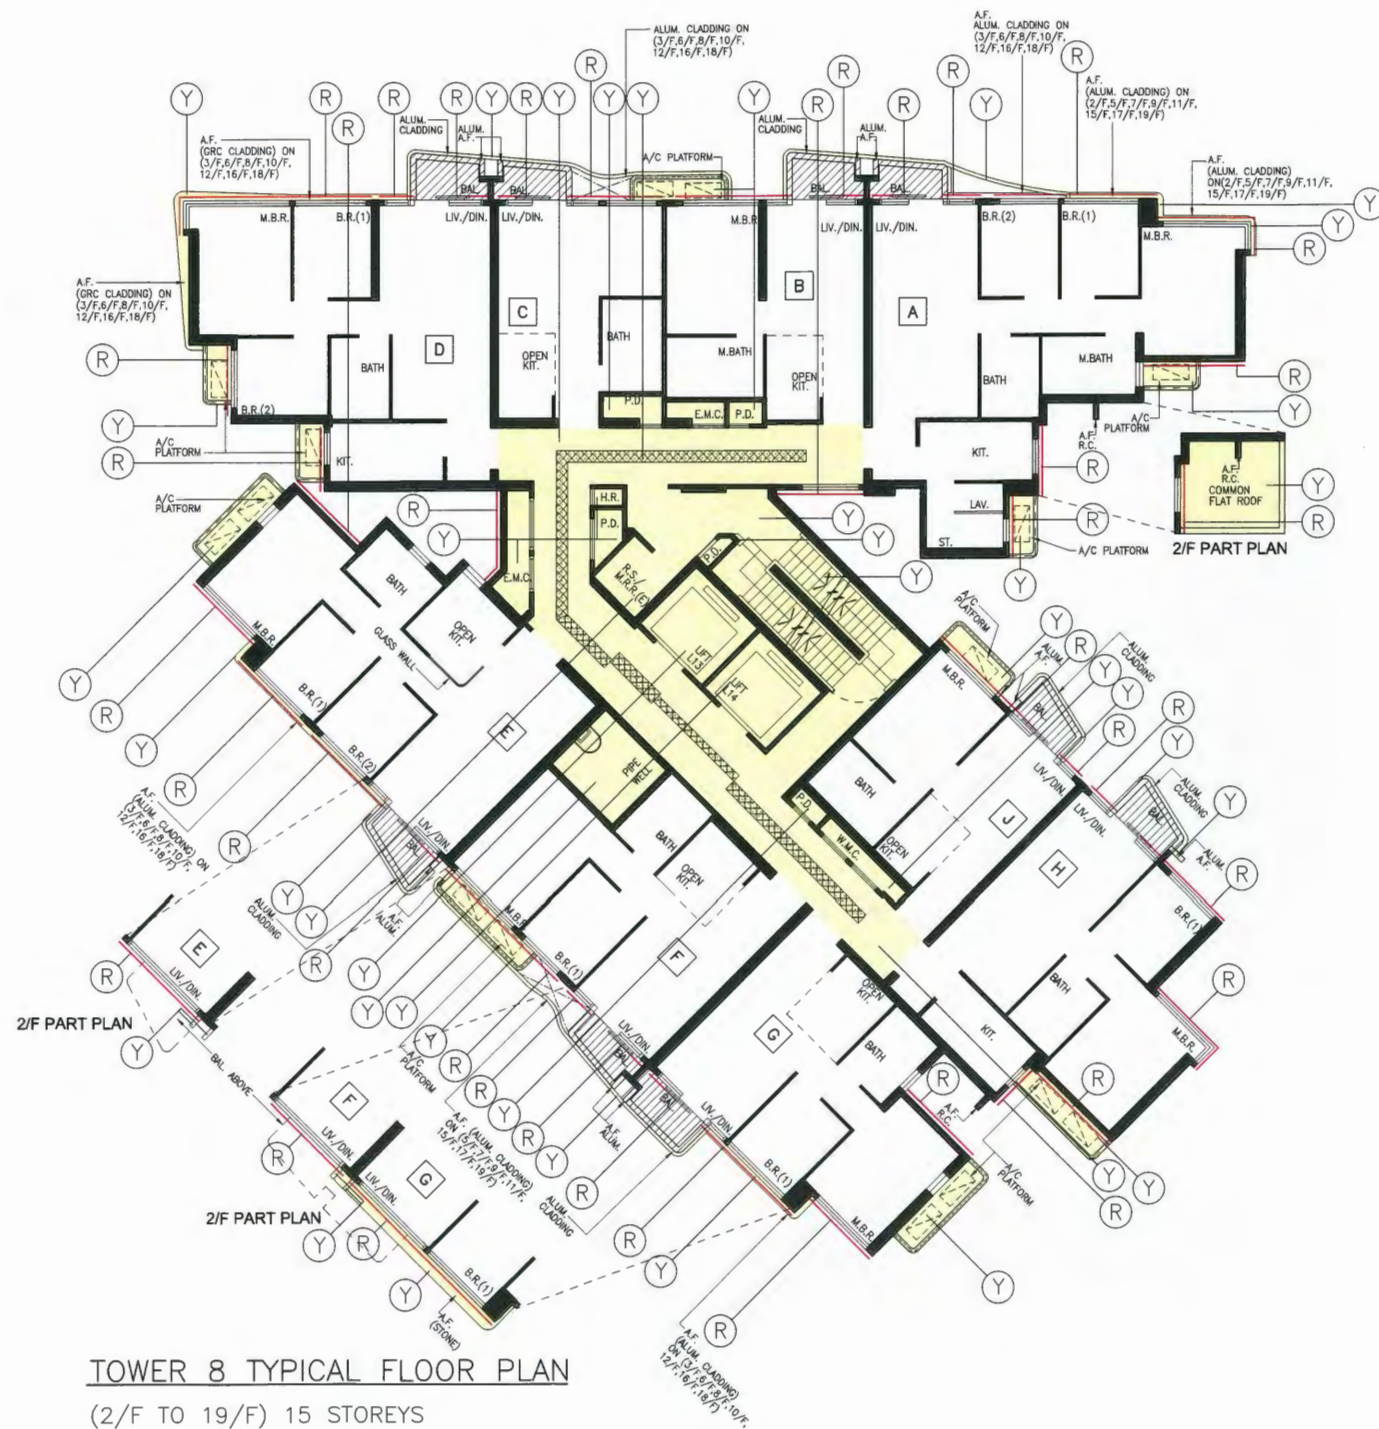 ALUM. CLADDING ON
(3/F,6/F,8/F,10/F,
12/F,16/F,18/F)
A.F.
ALUM. CLADDING ON
(3/F,6/F,8/F,10/F,
12/F,16/F,18/F)
R
R
R
Y
R
R
R
Y
R
Y
Y
Y
Y
R
R
Y
A.F.
(ALUM. CLADDING) ON
(2/F,5/F,7/F,9/F,11/F,
15/F,17/F,19/F)
R
ALUM.
CLADDING
ALUM.
A.F.
ALUM.
CLADDING
ALUM.
A.F.
A.F.
(GRC CLADDING) ON
(3/F,6/F,8/F,10/F,
12/F,16/F,18/F)
A/C PLATFORM
A.F.
(ALUM. CLADDING)
ON(2/F,5/F,7/F,9/F,11/F,
15/F,17/F,19/F)
BAL.
BAL.
BAL.
BAL.
Y
Y
R
M.B.R.
B.R.(1)
LIV./DIN.
LIV./DIN.
M.B.R.
LIV./DIN.
LIV./DIN.
B.R.(2)
B.R.(1)
M.B.R.
A.F.
(GRC CLADDING) ON
(3/F,6/F,8/F,10/F,
12/F,16/F,18/F)
D
C
B
A
BATH
OPEN
KIT.
BATH
M.BATH
OPEN
KIT.
BATH
M.BATH
R
R
Y
B.R.(2)
P.D.
E.M.C.
P.D.
Y
A/C
PLATFORM
R
KIT.
KIT.
A.F.
R.C.
A/C
PLATFORM
R
A.F.
R.C.
COMMON
FLAT ROOF
Y
R
2/F PART PLAN
A/C
PLATFORM
R
Y
E.M.C.
H.R.
P.D.
R.S./
M.R.R.(E)
P.D.
Y
Y
Y
LAV.
ST.
R
A/C PLATFORM
Y
BATH
OPEN
KIT.
GLASS WALL
M.B.R.
B.R.(1)
B.R.(2)
E
LIFT
L13
LIFT
L14
PIPE
WELL
A/C
PLATFORM
Y
R
ALUM.
A.F.
ALUM.
CLADDING
Y
Y
R
R
Y
M.B.R.
BAL.
LIV./DIN.
BATH
OPEN
KIT.
J
P.D.
W.M.C.
LIV./DIN.
BAL.
ALUM.
CLADDING
Y
ALUM.
A.F.
R
H
B.R.(1)
BATH
M.B.R.
R
KIT.
Y
R
Y
R
R
A.F.
(ALUM. CLADDING) ON
(3/F,6/F,8/F,10/F,
12/F,16/F,18/F)
LIV./DIN.
BAL.
ALUM.
CLADDING
A.F.
ALUM.
Y
Y
R
Y
BATH
OPEN
KIT.
M.B.R.
B.R.(1)
F
LIV./DIN.
BAL.
BAL.
E
LIV./DIN.
R
Y
2/F PART PLAN
BAL. ABOVE
Y
Y
Y
R
R
Y
R
Y
A/C
PLATFORM
A.F. (ALUM. CLADDING)
ON (5/F,7/F,9/F,11/F,
15/F,17/F,19/F)
A.F.
ALUM.
ALUM.
CLADDING
R
OPEN
KIT.
G
BATH
LIV./DIN.
B.R.(1)
M.B.R.
R
A.F.
R.C.
R
A/C
PLATFORM
Y
Y
R
Y
F
LIV./DIN.
LIV./DIN.
G
B.R.(1)
R
2/F PART PLAN
Y
R
Y
A.F.
(STONE)
R
Y
R
A.F.
(ALUM. CLADDING)
ON (3/F,6/F,8/F,10/F,
12/F,16/F,18/F)
TOWER 8 TYPICAL FLOOR PLAN
(2/F TO 19/F) 15 STOREYS